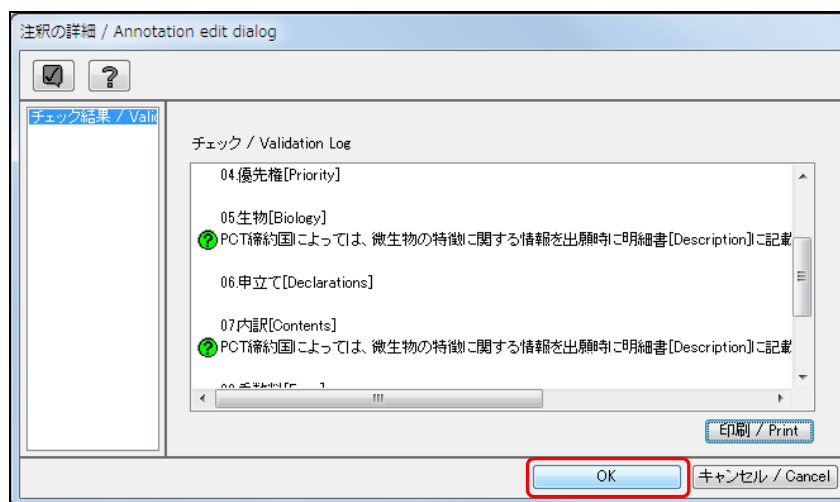 注釈の詳細 / Annotation edit dialog
チェック結果 / Valid
チェック / Validation Log
04.優先権[Priority]
05.生物[Biology]
PCT締約国によっては、微生物の特徴に関する情報を出願時に明細書[Description]に記載
06.申立て[Declarations]
07.内訳[Contents]
PCT締約国によっては、微生物の特徴に関する情報を出願時に明細書[Description]に記載
印刷 / Print
OK
キャンセル / Cancel